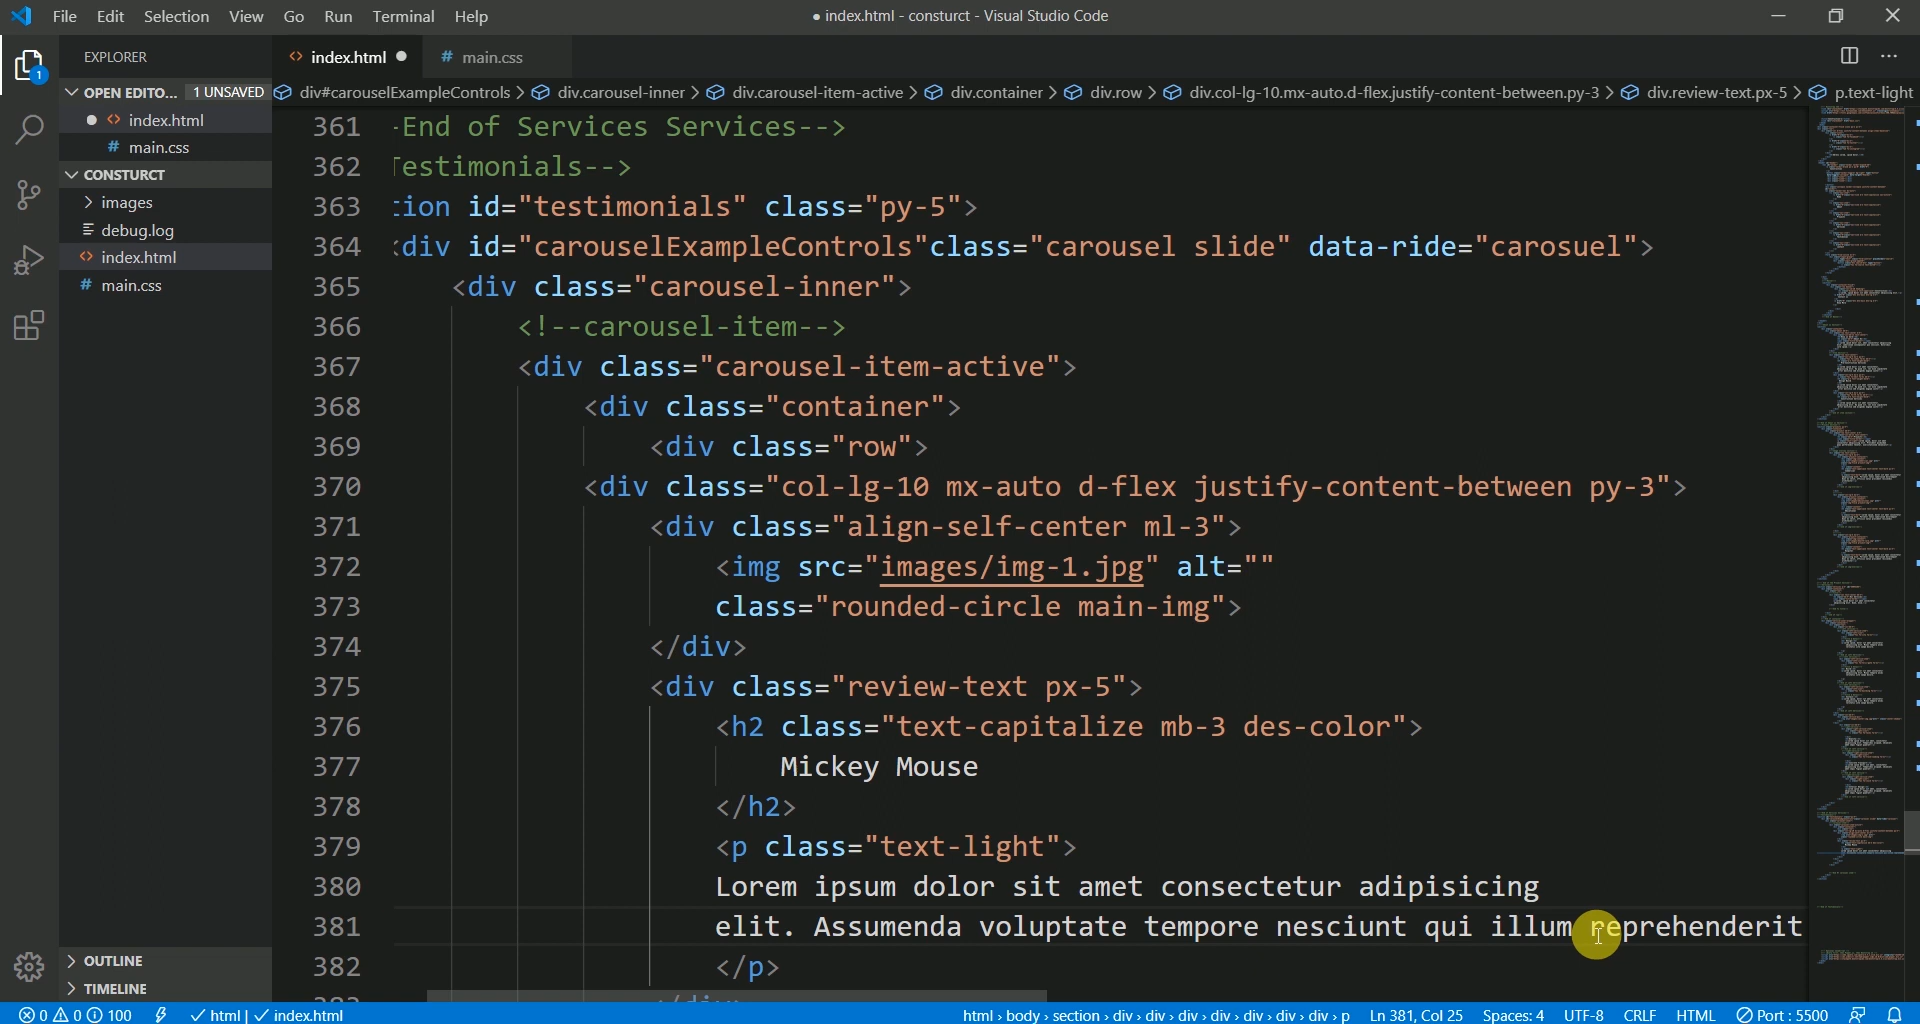 File Edit Selection View Go Run Terminal Help
● index.html - consturct - Visual Studio Code
EXPLORER
OPEN EDITO... 1 UNSAVED
index.html
# main.css
CONSTURCT
images
debug.log
index.html
# main.css
OUTLINE
TIMELINE
1
index.html
# main.css
div#carouselExampleControls > div.carousel-inner > div.carousel-item-active > div.container > div.row > div.col-lg-10.mx-auto.d-flex.justify-content-between.py-3 > div.review-text.px-5 > p.text-light
361 -End of Services Services-->
362 Testimonials-->
363 tion id="testimonials" class="py-5">
364 <div id="carouselExampleControls"class="carousel slide" data-ride="carosuel">
365 <div class="carousel-inner">
366 <!--carousel-item-->
367 <div class="carousel-item-active">
368 <div class="container">
369 <div class="row">
370 <div class="col-lg-10 mx-auto d-flex justify-content-between py-3">
371 <div class="align-self-center ml-3">
372 <img src="images/img-1.jpg" alt=""
373 class="rounded-circle main-img">
374 </div>
375 <div class="review-text px-5">
376 <h2 class="text-capitalize mb-3 des-color">
377 Mickey Mouse
378 </h2>
379 <p class="text-light">
380 Lorem ipsum dolor sit amet consectetur adipisicing
381 elit. Assumenda voluptate tempore nesciunt qui illum reprehenderit
382 </p>
0 0 100 html | index.html
html › body › section › div › div › div › div › div › div › div › p Ln 381, Col 25 Spaces: 4 UTF-8 CRLF HTML Port : 5500